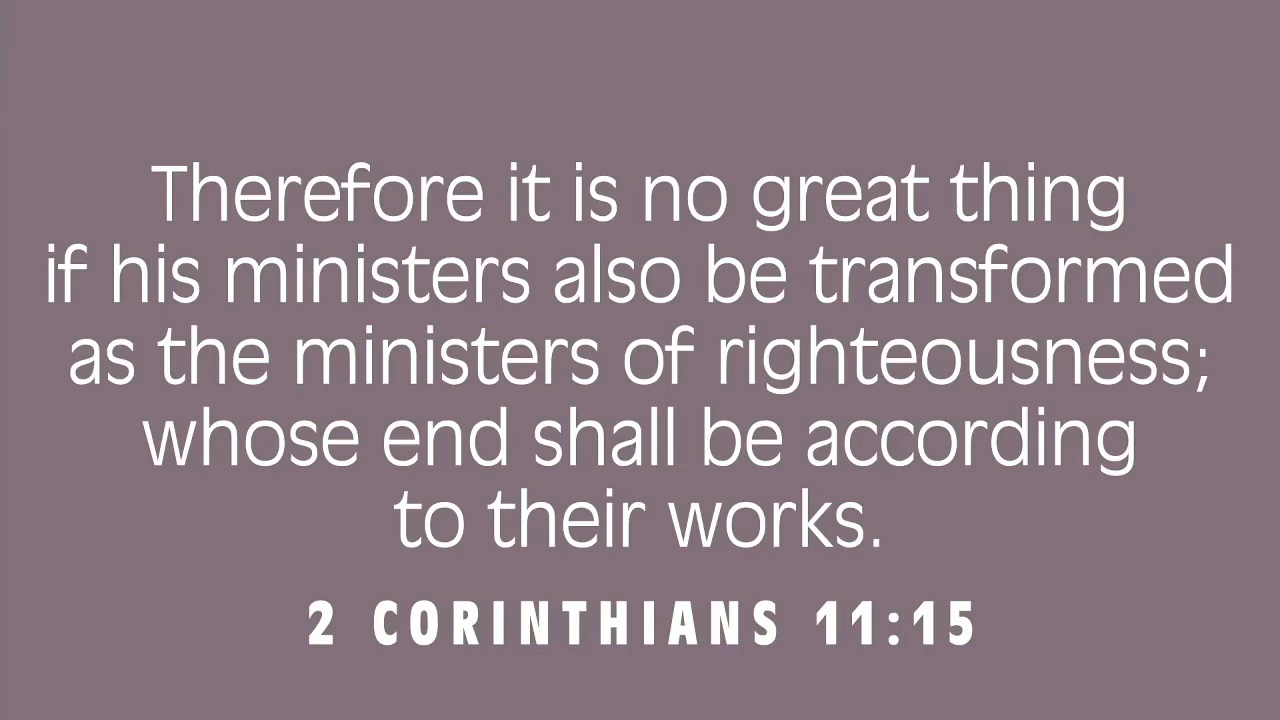 Therefore it is no great thing
if his ministers also be transformed
as the ministers of righteousness;
whose end shall be according
to their works.
2 CORINTHIANS 11:15